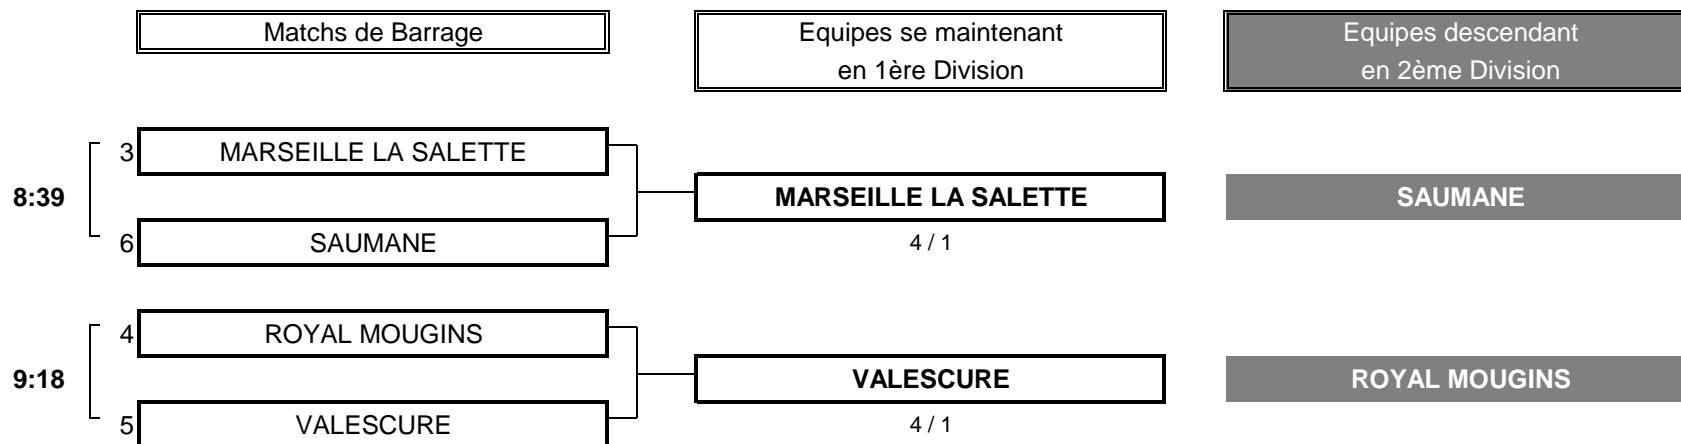 Matchs de Barrage
Equipes se maintenant
en 1ère Division
Equipes descendant
en 2ème Division
3 MARSEILLE LA SALETTE
8:39 MARSEILLE LA SALETTE SAUMANE
6 SAUMANE 4 / 1
4 ROYAL MOUGINS
9:18 VALESCURE ROYAL MOUGINS
5 VALESCURE 4 / 1